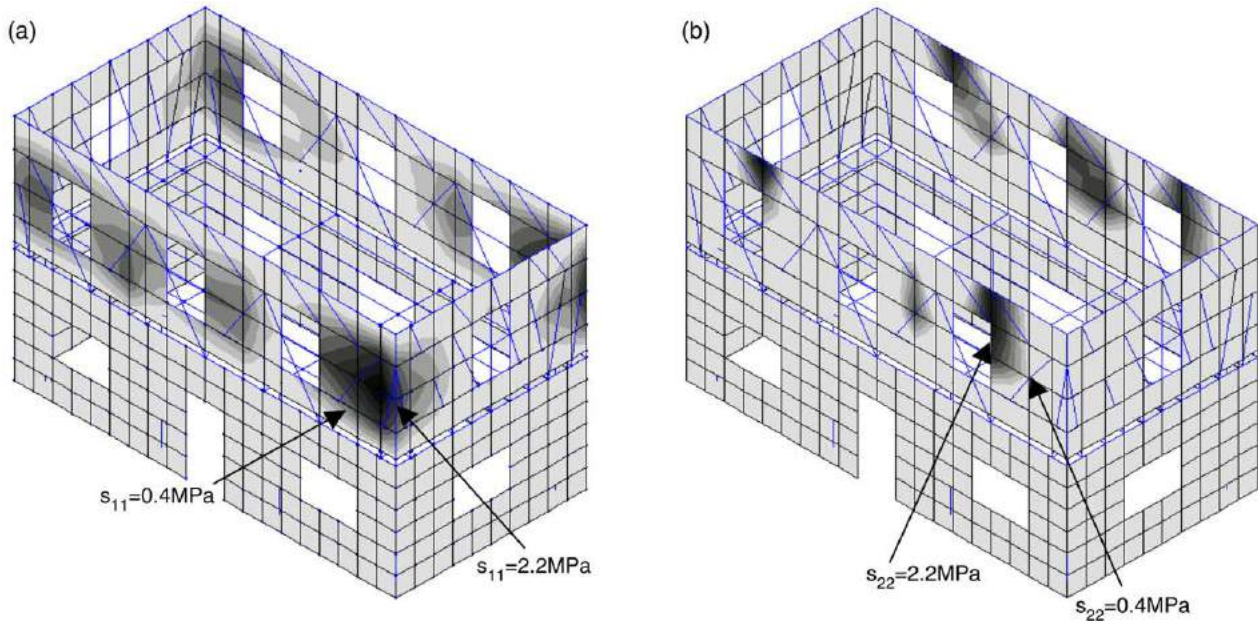 (a)
(b)
s₁₁=0.4MPa
s₁₁=2.2MPa
s₂₂=2.2MPa
s₂₂=0.4MPa